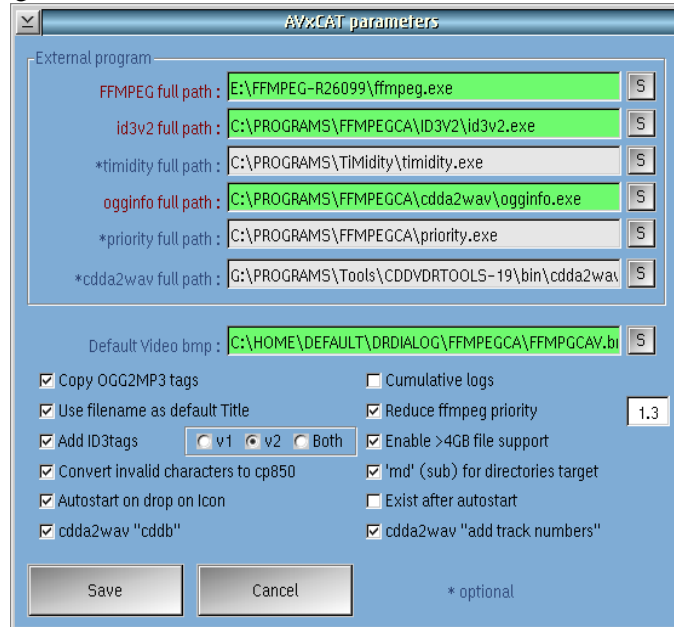 AVxCAT parameters
External program
FFMPEG full path : E:\FFMPEG-R26099\ffmpeg.exe S
id3v2 full path : C:\PROGRAMS\FFMPEGCA\ID3V2\id3v2.exe S
*timidity full path : C:\PROGRAMS\TiMidity\timidity.exe S
ogginfo full path : C:\PROGRAMS\FFMPEGCA\cdda2wav\ogginfo.exe S
*priority full path : C:\PROGRAMS\FFMPEGCA\priority.exe S
*cdda2wav full path : G:\PROGRAMS\Tools\CDDVDRTOOLS-19\bin\cdda2wav S
Default Video bmp : C:\HOME\DEFAULT\DRDIALOG\FFMPEGCA\FFMPGCAV.b S
Copy OGG2MP3 tags Cumulative logs
Use filename as default Title Reduce ffmpeg priority 1.3
Add ID3tags v1 v2 Both Enable >4GB file support
Convert invalid characters to cp850 'md' (sub) for directories target
Autostart on drop on Icon Exist after autostart
cdda2wav "cddb" cdda2wav "add track numbers"
Save Cancel * optional